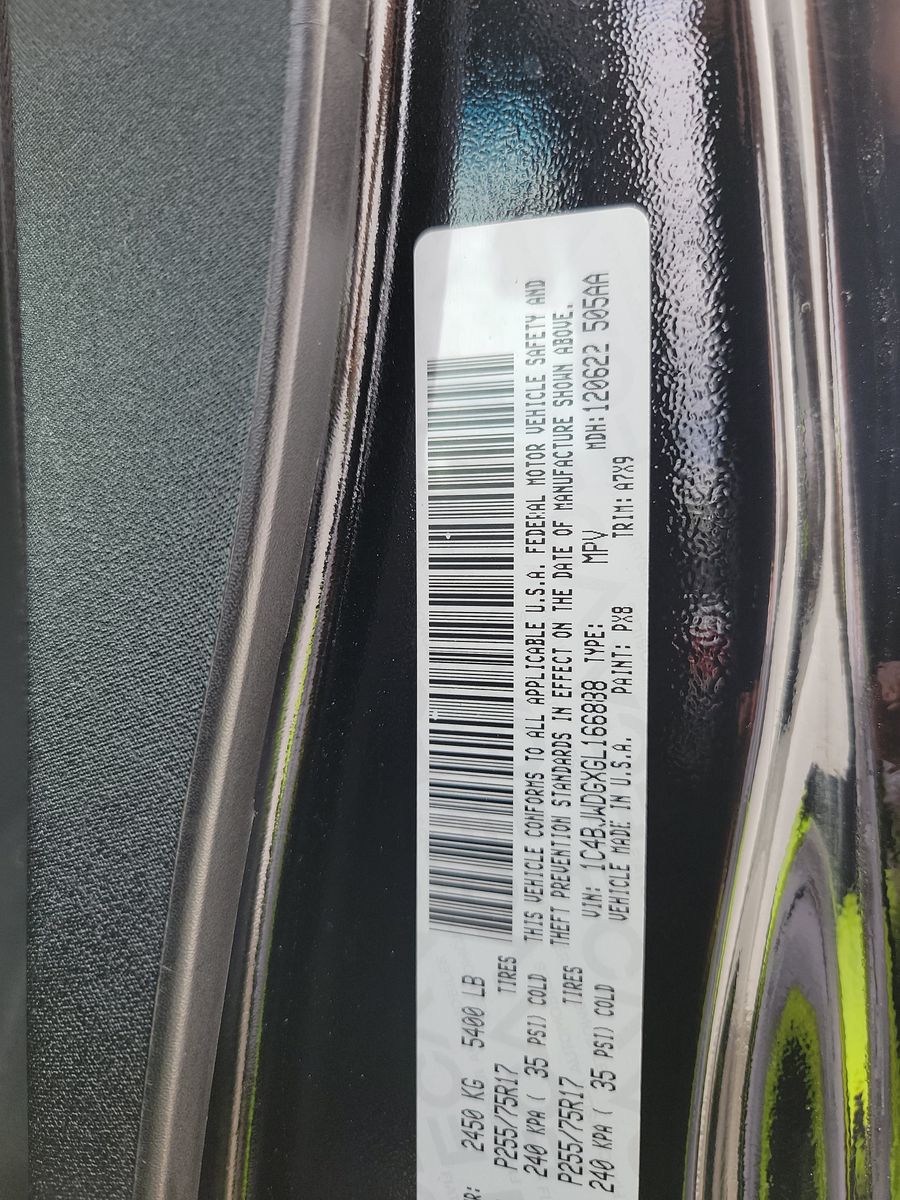 R: 2450 KG 5400 LB
P255/75R17 TIRES
240 KPA ( 35 PSI) COLD
P255/75R17 TIRES
240 KPA ( 35 PSI) COLD
THIS VEHICLE CONFORMS TO ALL APPLICABLE U.S.A. FEDERAL MOTOR VEHICLE SAFETY AND
THEFT PREVENTION STANDARDS IN EFFECT ON THE DATE OF MANUFACTURE SHOWN ABOVE.
VIN: 1C4BJWDGXGL166888 TYPE: MPV MDH:120622 505AA
VEHICLE MADE IN U.S.A. PAINT: PX8 TRIM: A7X9